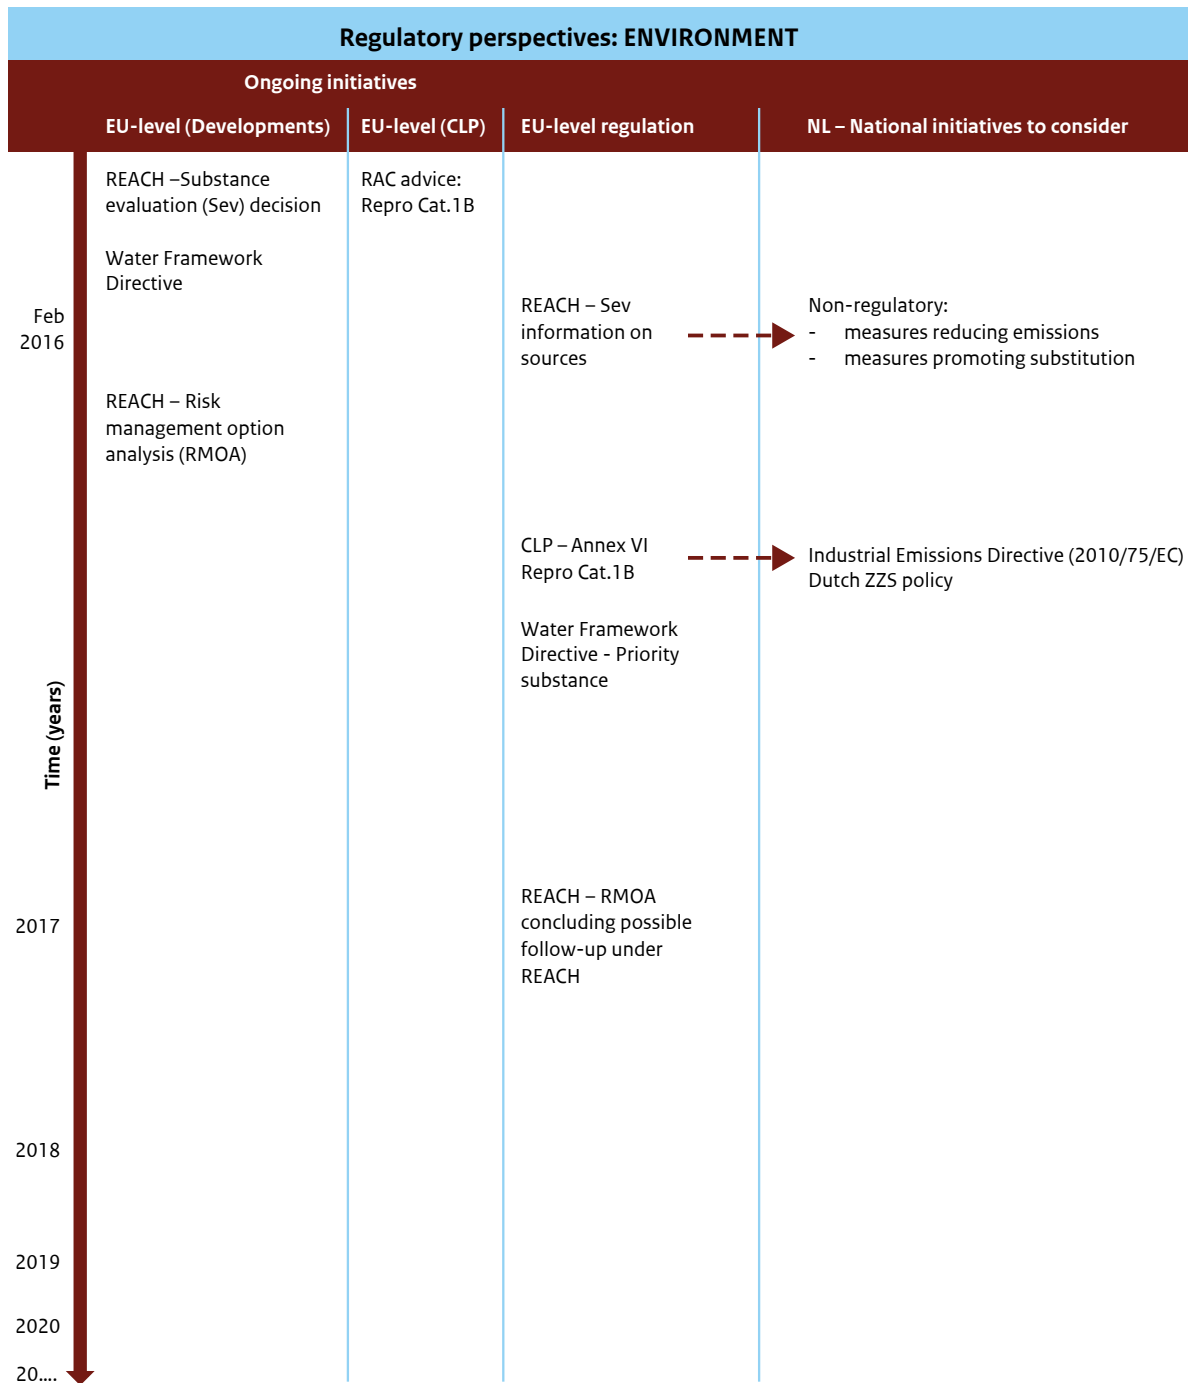 Regulatory perspectives: ENVIRONMENT
Ongoing initiatives
EU-level (Developments)
EU-level (CLP)
EU-level regulation
NL – National initiatives to consider
REACH –Substance
evaluation (Sev) decision
RAC advice:
Repro Cat.1B
Water Framework
Directive
Feb
2016
REACH – Sev
information on
sources
Non-regulatory:
- measures reducing emissions
- measures promoting substitution
REACH – Risk
management option
analysis (RMOA)
CLP – Annex VI
Repro Cat.1B
Industrial Emissions Directive (2010/75/EC)
Dutch ZZS policy
Water Framework
Directive - Priority
substance
Time (years)
2017
REACH – RMOA
concluding possible
follow-up under
REACH
2018
2019
2020
20....